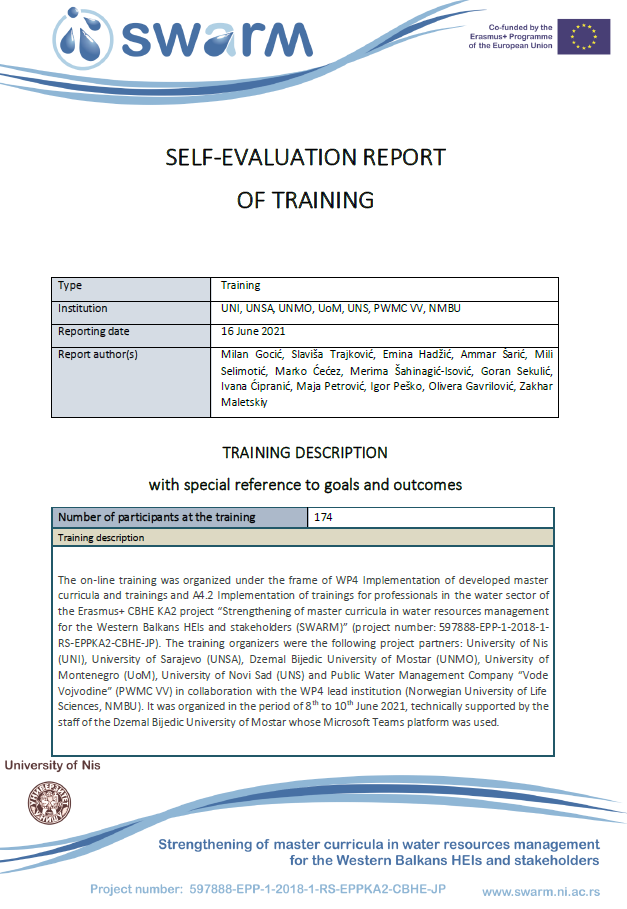 swarm
Co-funded by the
Erasmus+ Programme
of the European Union
SELF-EVALUATION REPORT
OF TRAINING
Type Training
Institution UNI, UNSA, UNMO, UoM, UNS, PWMC VV, NMBU
Reporting date 16 June 2021
Report author(s) Milan Gocić, Slaviša Trajković, Emina Hadžić, Ammar Šarić, Mili
Selimotić, Marko Ćećez, Merima Šahinagić-Isović, Goran Sekulić,
Ivana Ćipranić, Maja Petrović, Igor Peško, Olivera Gavrilović, Zakhar
Maletskiy
TRAINING DESCRIPTION
with special reference to goals and outcomes
Number of participants at the training 174
Training description
The on-line training was organized under the frame of WP4 Implementation of developed master
curricula and trainings and A4.2 Implementation of trainings for professionals in the water sector of
the Erasmus+ CBHE KA2 project “Strengthening of master curricula in water resources management
for the Western Balkans HEIs and stakeholders (SWARM)” (project number: 597888-EPP-1-2018-1-
RS-EPPKA2-CBHE-JP). The training organizers were the following project partners: University of Nis
(UNI), University of Sarajevo (UNSA), Dzemal Bijedic University of Mostar (UNMO), University of
Montenegro (UoM), University of Novi Sad (UNS) and Public Water Management Company “Vode
Vojvodine” (PWMC VV) in collaboration with the WP4 lead institution (Norwegian University of Life
Sciences, NMBU). It was organized in the period of 8th to 10th June 2021, technically supported by the
staff of the Dzemal Bijedic University of Mostar whose Microsoft Teams platform was used.
University of Nis
Strengthening of master curricula in water resources management
for the Western Balkans HEIs and stakeholders
Project number: 597888-EPP-1-2018-1-RS-EPPKA2-CBHE-JP
www.swarm.ni.ac.rs